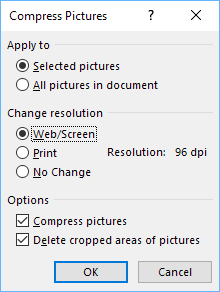 Compress Pictures
Apply to
Selected pictures
All pictures in document
Change resolution
Web/Screen
Print Resolution: 96 dpi
No Change
Options
Compress pictures
Delete cropped areas of pictures
OK Cancel